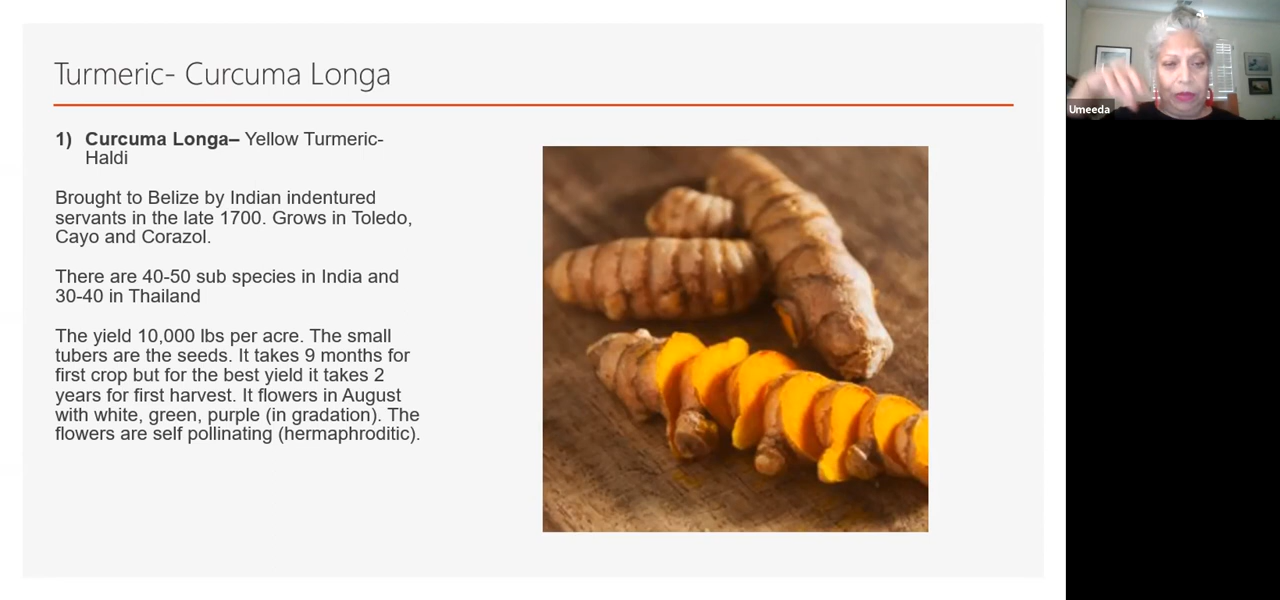 Turmeric- Curcuma Longa
1) Curcuma Longa– Yellow Turmeric-
Haldi
Brought to Belize by Indian indentured
servants in the late 1700. Grows in Toledo,
Cayo and Corazol.
There are 40-50 sub species in India and
30-40 in Thailand
The yield 10,000 lbs per acre. The small
tubers are the seeds. It takes 9 months for
first crop but for the best yield it takes 2
years for first harvest. It flowers in August
with white, green, purple (in gradation). The
flowers are self pollinating (hermaphroditic).
Umeeda